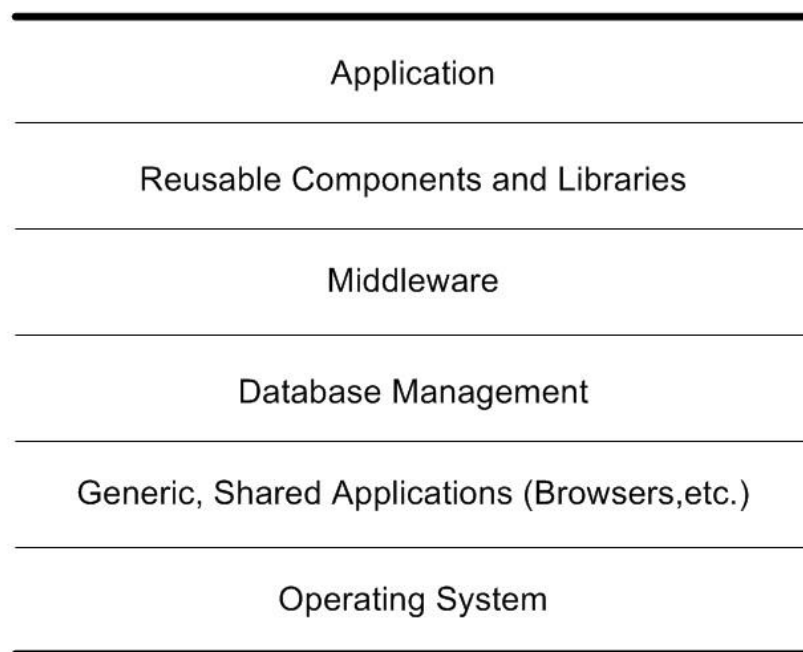 Application
Reusable Components and Libraries
Middleware
Database Management
Generic, Shared Applications (Browsers,etc.)
Operating System